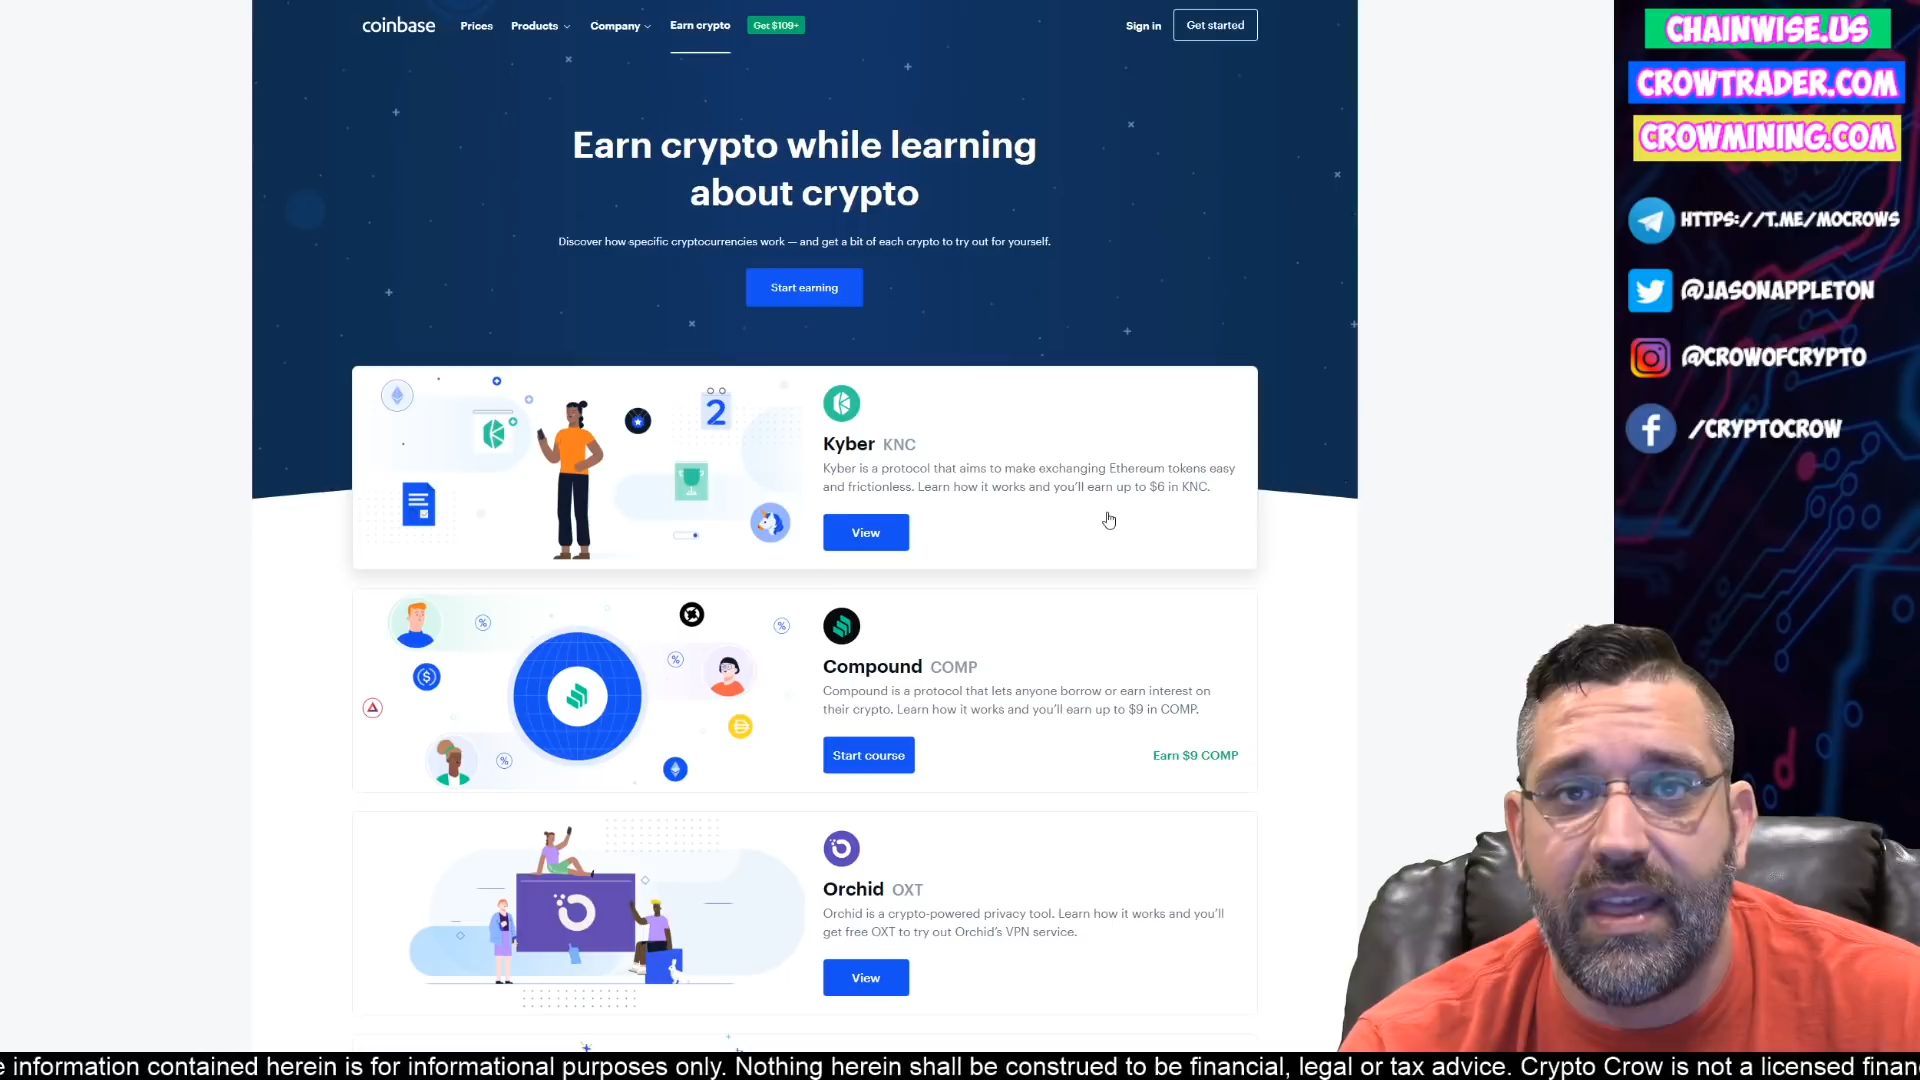 coinbase
Prices
Products
Company
Earn crypto
Get $109+
Sign in
Get started
Earn crypto while learning
about crypto
Discover how specific cryptocurrencies work — and get a bit of each crypto to try out for yourself.
Start earning
2
Kyber KNC
Kyber is a protocol that aims to make exchanging Ethereum tokens easy
and frictionless. Learn how it works and you'll earn up to $6 in KNC.
View
Compound COMP
Compound is a protocol that lets anyone borrow or earn interest on
their crypto. Learn how it works and you'll earn up to $9 in COMP.
Start course
Earn $9 COMP
Orchid OXT
Orchid is a crypto-powered privacy tool. Learn how it works and you'll
get free OXT to try out Orchid's VPN service.
View
CHAINWISE.US
CROWTRADER.COM
CROWMINING.COM
HTTPS://T.ME/MOCROWS
@JASONAPPLETON
@CROWOFCRYPTO
/CRYPTOCROW
information contained herein is for informational purposes only. Nothing herein shall be construed to be financial, legal or tax advice. Crypto Crow is not a licensed finan